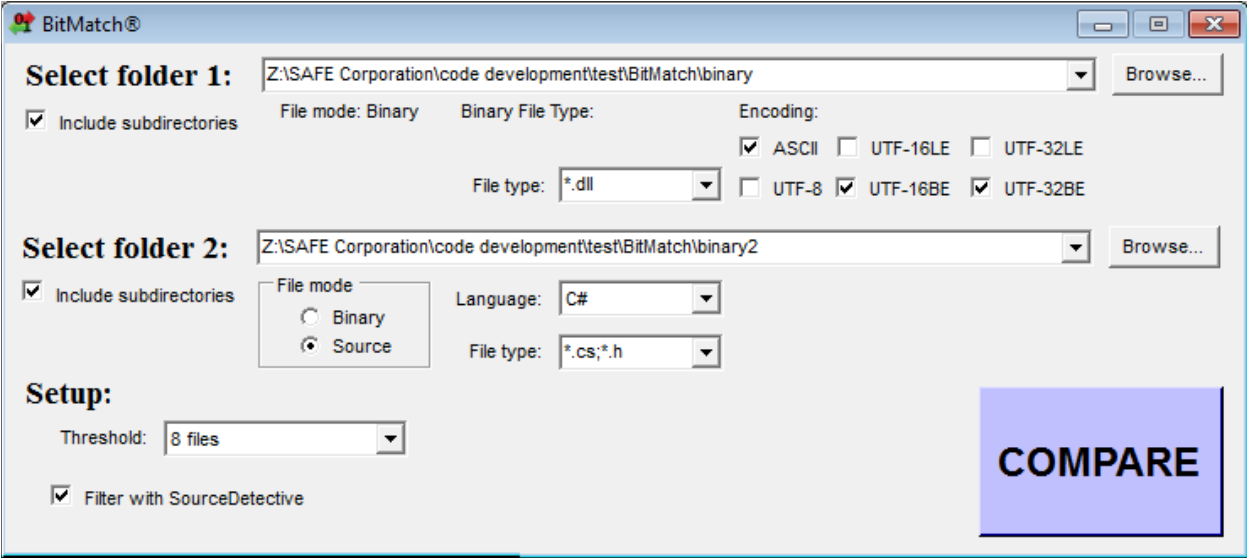 BitMatch®
Select folder 1: Z:\SAFE Corporation\code development\test\BitMatch\binary Browse...
Include subdirectories File mode: Binary Binary File Type: Encoding:
ASCII UTF-16LE UTF-32LE
File type: *.dll UTF-8 UTF-16BE UTF-32BE
Select folder 2: Z:\SAFE Corporation\code development\test\BitMatch\binary2 Browse...
Include subdirectories File mode Language: C#
Binary
Source File type: *.cs;*.h
Setup:
Threshold: 8 files
COMPARE
Filter with SourceDetective